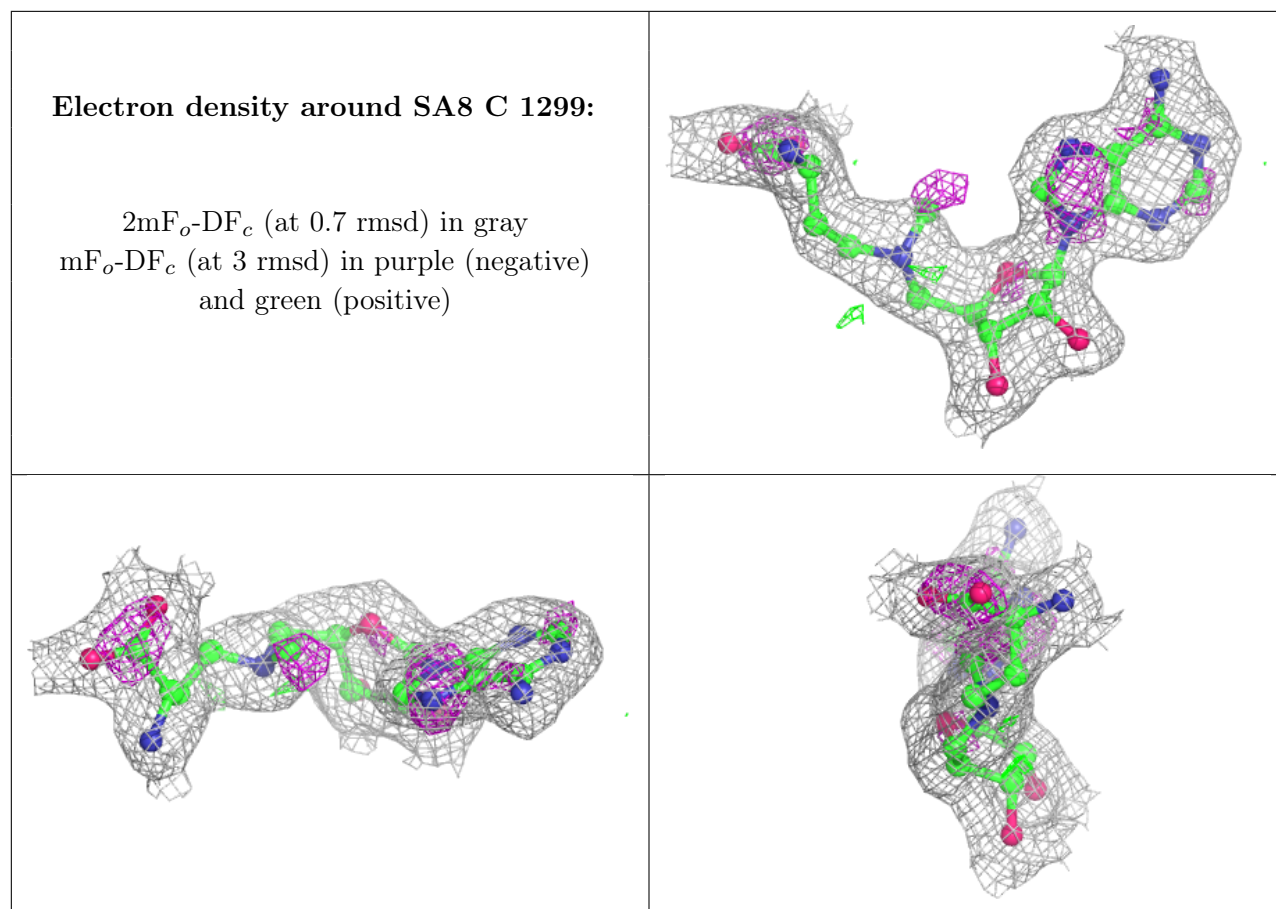 Electron density around SA8 C 1299:
2mFₒ-DF𝒸 (at 0.7 rmsd) in gray
mFₒ-DF𝒸 (at 3 rmsd) in purple (negative)
and green (positive)